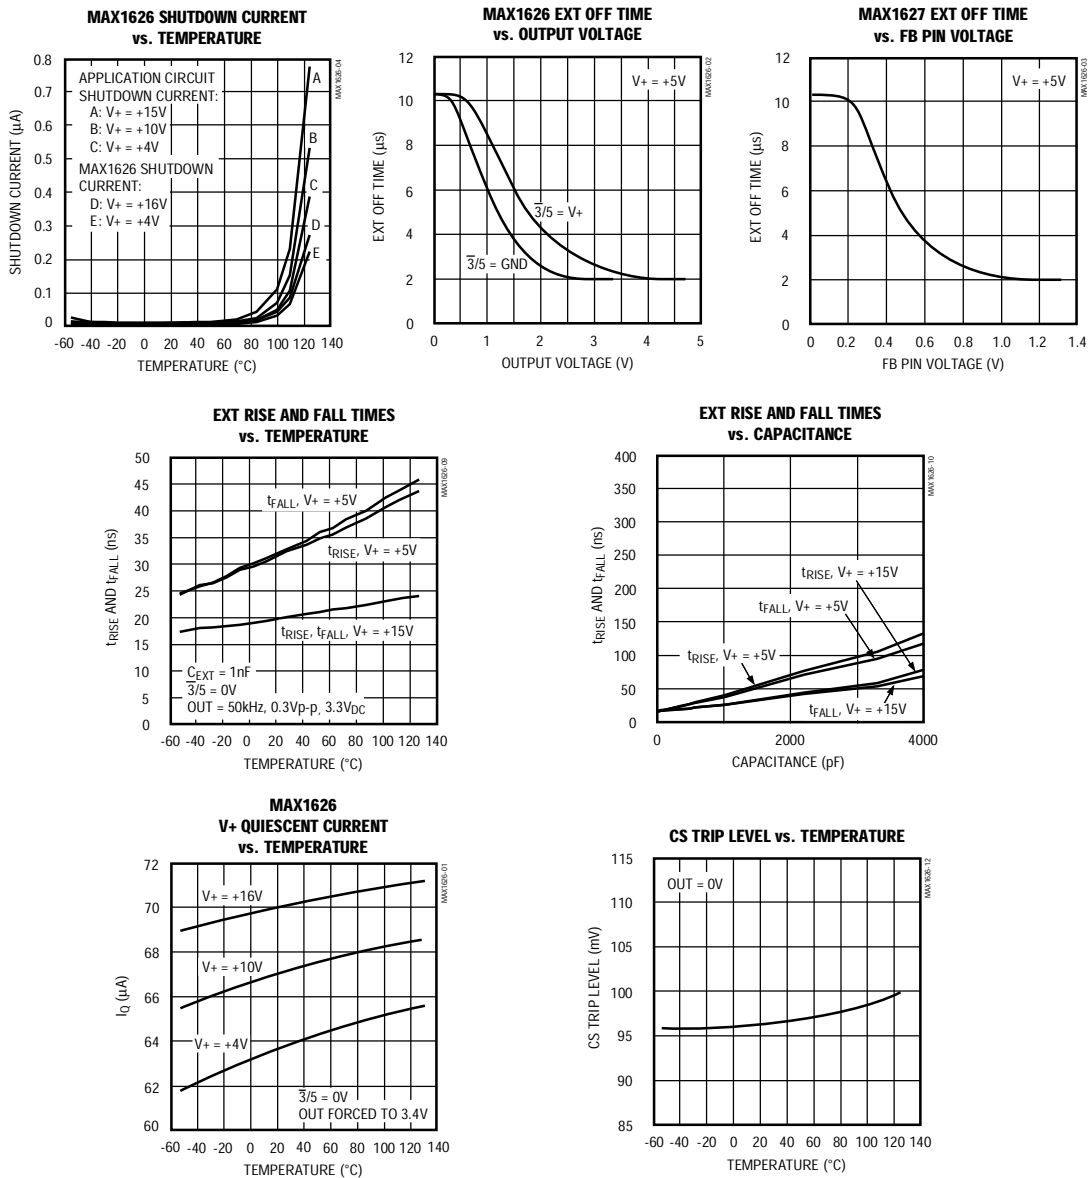 MAX1626 SHUTDOWN CURRENT
vs. TEMPERATURE
0.8
0.7
0.6
0.5
0.4
0.3
0.2
0.1
0
SHUTDOWN CURRENT (µA)
APPLICATION CIRCUIT
SHUTDOWN CURRENT:
A: V+ = +15V
B: V+ = +10V
C: V+ = +4V
MAX1626 SHUTDOWN
CURRENT:
D: V+ = +16V
E: V+ = +4V
A
B
C
D
E
MAX1626-04
-60 -40 -20 0 20 40 60 80 100 120 140
TEMPERATURE (°C)
MAX1626 EXT OFF TIME
vs. OUTPUT VOLTAGE
12
10
8
6
4
2
0
EXT OFF TIME (µs)
V+ = +5V
3̅/5 = V+
3̅/5 = GND
MAX1626-02
0 1 2 3 4 5
OUTPUT VOLTAGE (V)
MAX1627 EXT OFF TIME
vs. FB PIN VOLTAGE
12
10
8
6
4
2
0
EXT OFF TIME (µs)
V+ = +5V
MAX1626-03
0 0.2 0.4 0.6 0.8 1.0 1.2 1.4
FB PIN VOLTAGE (V)
EXT RISE AND FALL TIMES
vs. TEMPERATURE
50
45
40
35
30
25
20
15
10
5
0
tRISE AND tFALL (ns)
tFALL, V+ = +5V
tRISE, V+ = +5V
tRISE, tFALL, V+ = +15V
CEXT = 1nF
3̅/5 = 0V
OUT = 50kHz, 0.3Vp-p, 3.3VDC
MAX1626-09
-60 -40 -20 0 20 40 60 80 100 120 140
TEMPERATURE (°C)
EXT RISE AND FALL TIMES
vs. CAPACITANCE
400
350
300
250
200
150
100
50
0
tRISE AND tFALL (ns)
tRISE, V+ = +15V
tFALL, V+ = +5V
tRISE, V+ = +5V
tFALL, V+ = +15V
MAX1626-10
0 2000 4000
CAPACITANCE (pF)
MAX1626
V+ QUIESCENT CURRENT
vs. TEMPERATURE
72
70
68
66
64
62
60
IQ (µA)
V+ = +16V
V+ = +10V
V+ = +4V
3̅/5 = 0V
OUT FORCED TO 3.4V
MAX1626-01
-60 -40 -20 0 20 40 60 80 100 120 140
TEMPERATURE (°C)
CS TRIP LEVEL vs. TEMPERATURE
115
110
105
100
95
90
85
CS TRIP LEVEL (mV)
OUT = 0V
MAX1626-12
-60 -40 -20 0 20 40 60 80 100 120 140
TEMPERATURE (°C)